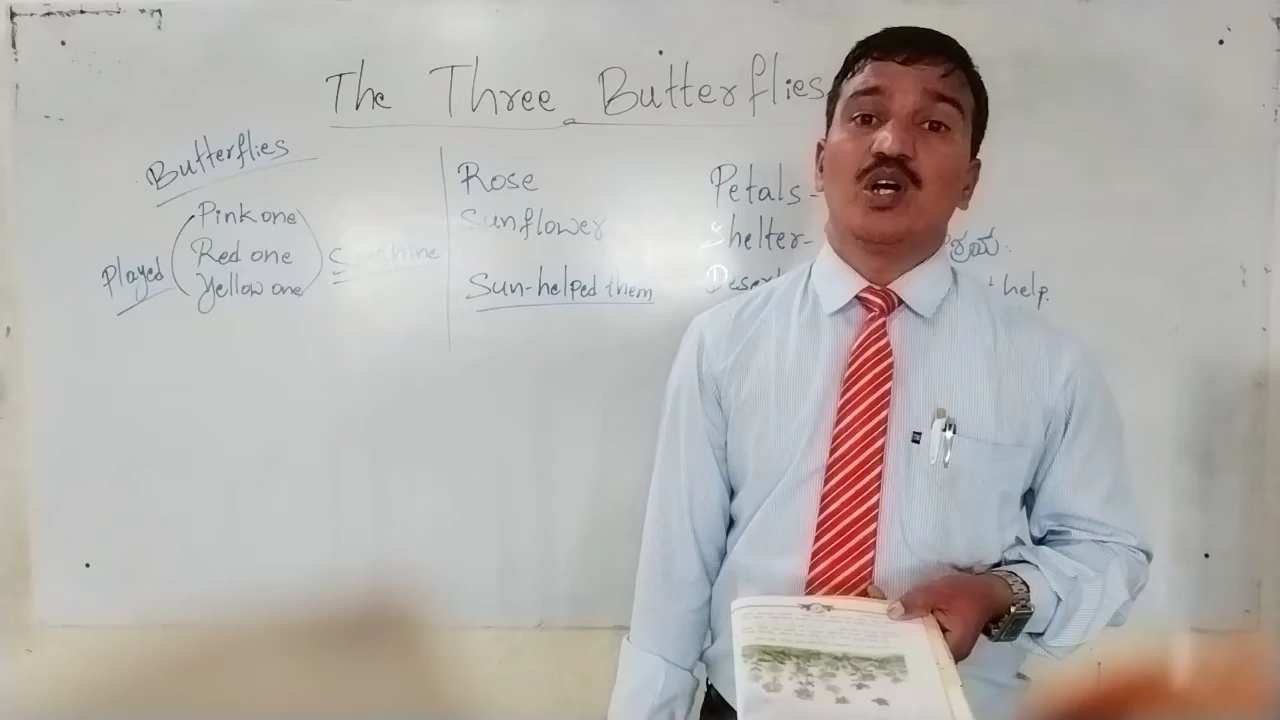 The Three Butterflies
Butterflies
Pink one
Red one
Yellow one
Played
Sunshine
Rose
Sunflower
Sun-helped them
Petals -
Shelter-
help.